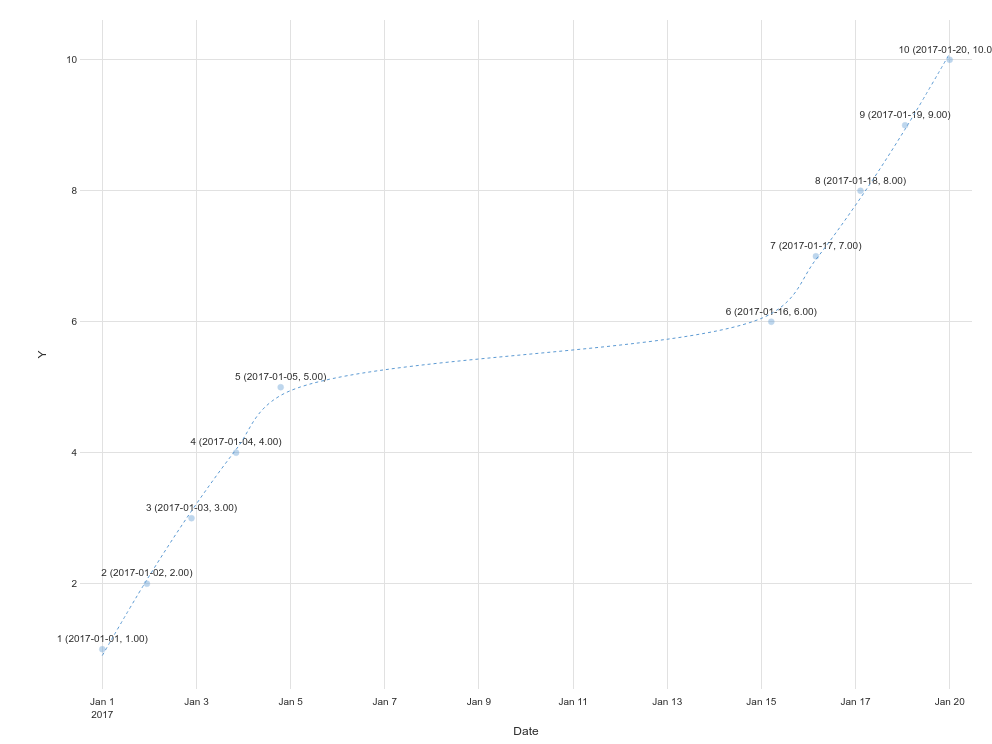 10 (2017-01-20, 10.0
10
9 (2017-01-19, 9.00)
8 (2017-01-18, 8.00)
8
7 (2017-01-17, 7.00)
6 (2017-01-16, 6.00)
6
Y
5 (2017-01-05, 5.00)
4 (2017-01-04, 4.00)
4
3 (2017-01-03, 3.00)
2 (2017-01-02, 2.00)
2
1 (2017-01-01, 1.00)
Jan 1 Jan 3 Jan 5 Jan 7 Jan 9 Jan 11 Jan 13 Jan 15 Jan 17 Jan 20
2017
Date